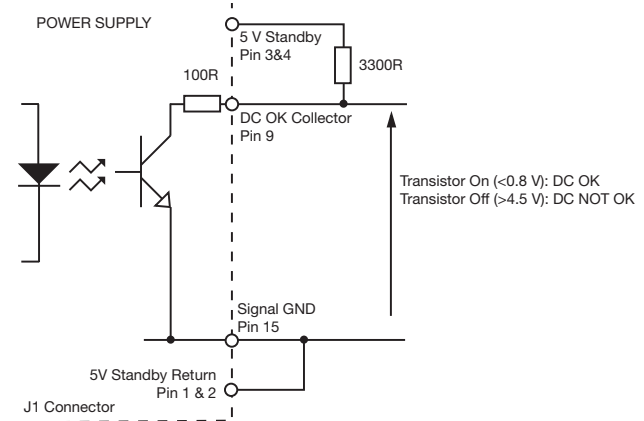 POWER SUPPLY
5 V Standby
Pin 3&4
3300R
100R
DC OK Collector
Pin 9
Transistor On (<0.8 V): DC OK
Transistor Off (>4.5 V): DC NOT OK
Signal GND
Pin 15
5V Standby Return
Pin 1 & 2
J1 Connector